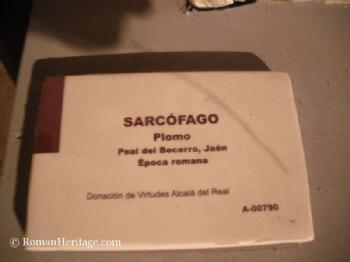 SARCÓFAGO
Plomo
Peal del Becerro, Jaén
Época romana
Donación de Virtudes Alcalá del Real
A-00790
© RomanHeritage.com